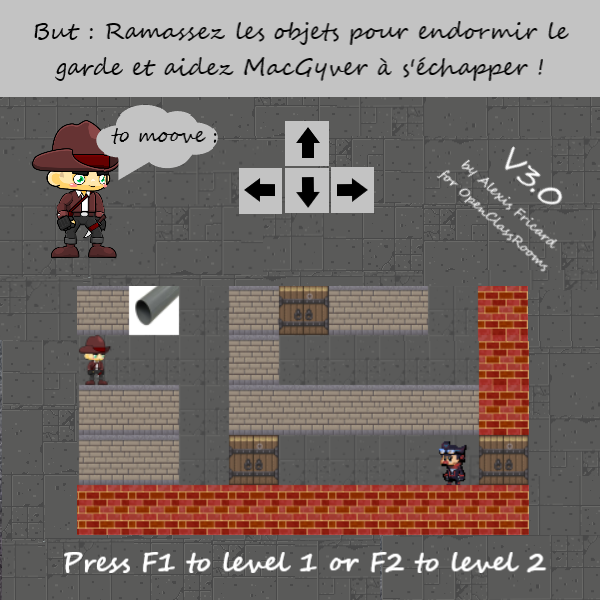 But : Ramassez les objets pour endormir le
garde et aidez MacGyver à s'échapper !
to moove :
V3.0
by Alexis Fricard
for OpenClassRooms
Press F1 to level 1 or F2 to level 2